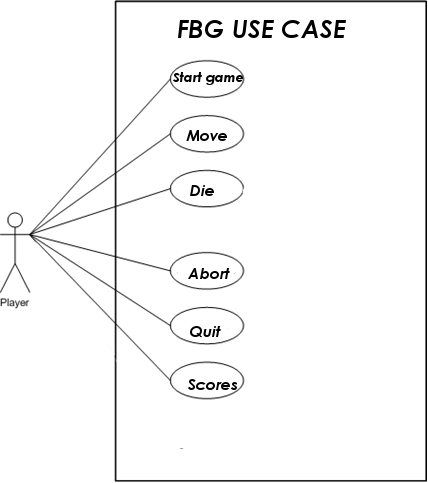 FBG USE CASE
Start game
Move
Die
Player
Abort
Quit
Scores